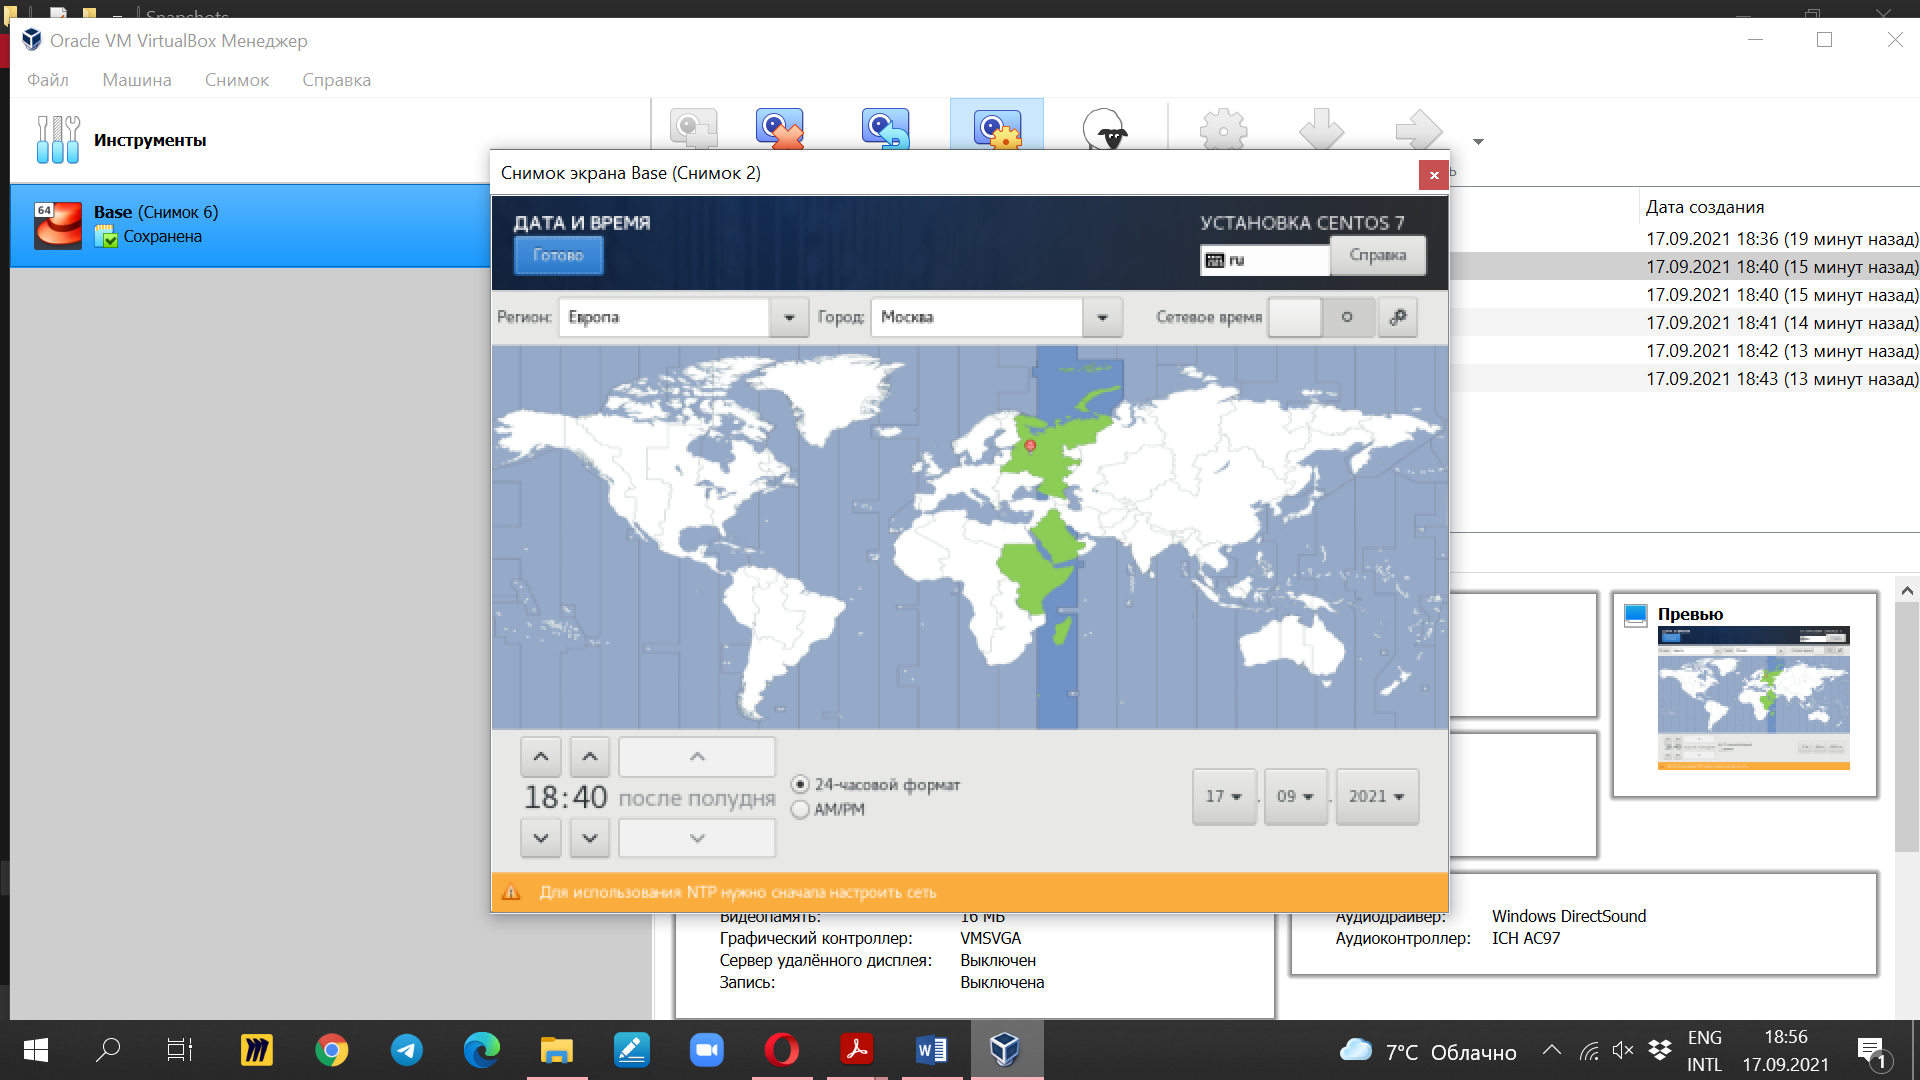 Snapshots
Oracle VM VirtualBox Менеджер
Файл Машина Снимок Справка
Инструменты
64
Base (Снимок 6)
Сохранена
Снимок экрана Base (Снимок 2)
ДАТА И ВРЕМЯ
УСТАНОВКА CENTOS 7
Готово
ru
Справка
Регион: Европа Город: Москва Сетевое время
18:40 после полудня
24-часовой формат
AM/PM
17 . 09 . 2021
Для использования NTP нужно сначала настроить сеть
Дата создания
17.09.2021 18:36 (19 минут назад)
17.09.2021 18:40 (15 минут назад)
17.09.2021 18:40 (15 минут назад)
17.09.2021 18:41 (14 минут назад)
17.09.2021 18:42 (13 минут назад)
17.09.2021 18:43 (13 минут назад)
Превью
Видеопамять: 16 МБ
Графический контроллер: VMSVGA
Сервер удалённого дисплея: Выключен
Запись: Выключена
Аудиодрайвер: Windows DirectSound
Аудиоконтроллер: ICH AC97
7°C Облачно
ENG
INTL
18:56
17.09.2021
1